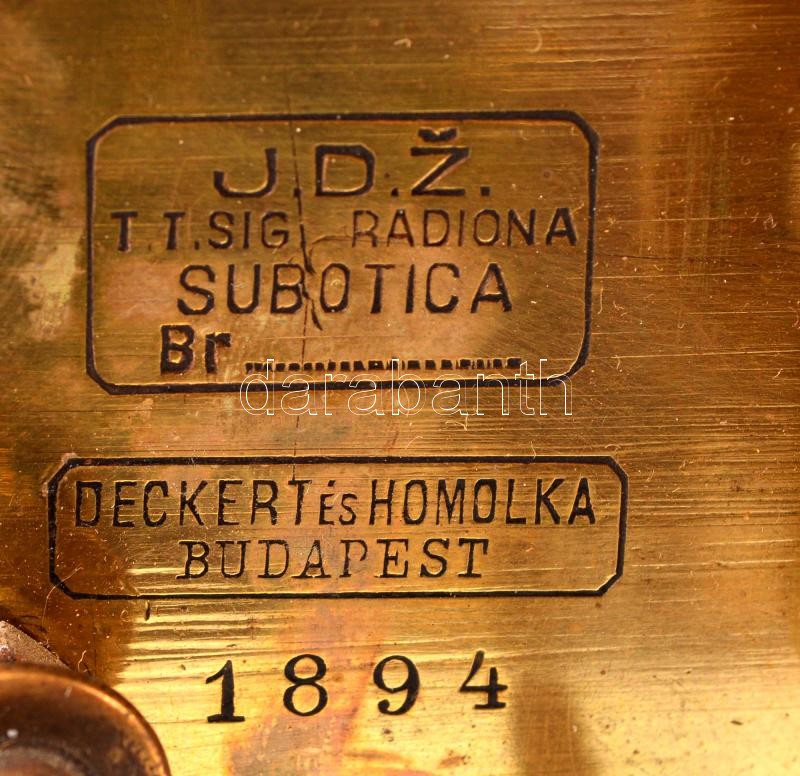 J.D.Ž.
T.T.SIG. RADIONA
SUBOTICA
Br....................
darabanth
DECKERT és HOMOLKA
BUDAPEST
1894